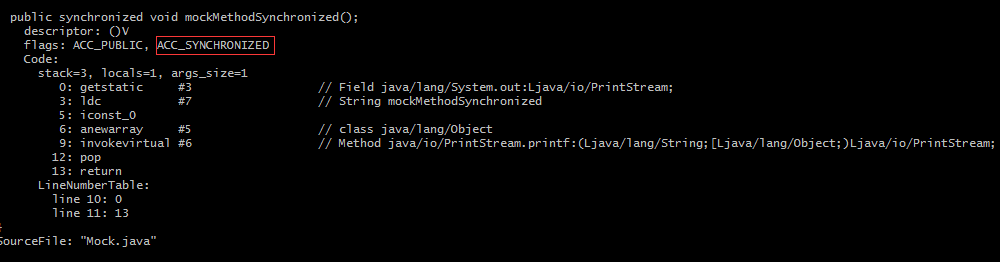 public synchronized void mockMethodSynchronized();
descriptor: ()V
flags: ACC_PUBLIC, ACC_SYNCHRONIZED
Code:
stack=3, locals=1, args_size=1
0: getstatic #3 // Field java/lang/System.out:Ljava/io/PrintStream;
3: ldc #7 // String mockMethodSynchronized
5: iconst_0
6: anewarray #5 // class java/lang/Object
9: invokevirtual #6 // Method java/io/PrintStream.printf:(Ljava/lang/String;[Ljava/lang/Object;)Ljava/io/PrintStream;
12: pop
13: return
LineNumberTable:
line 10: 0
line 11: 13
}
SourceFile: "Mock.java"